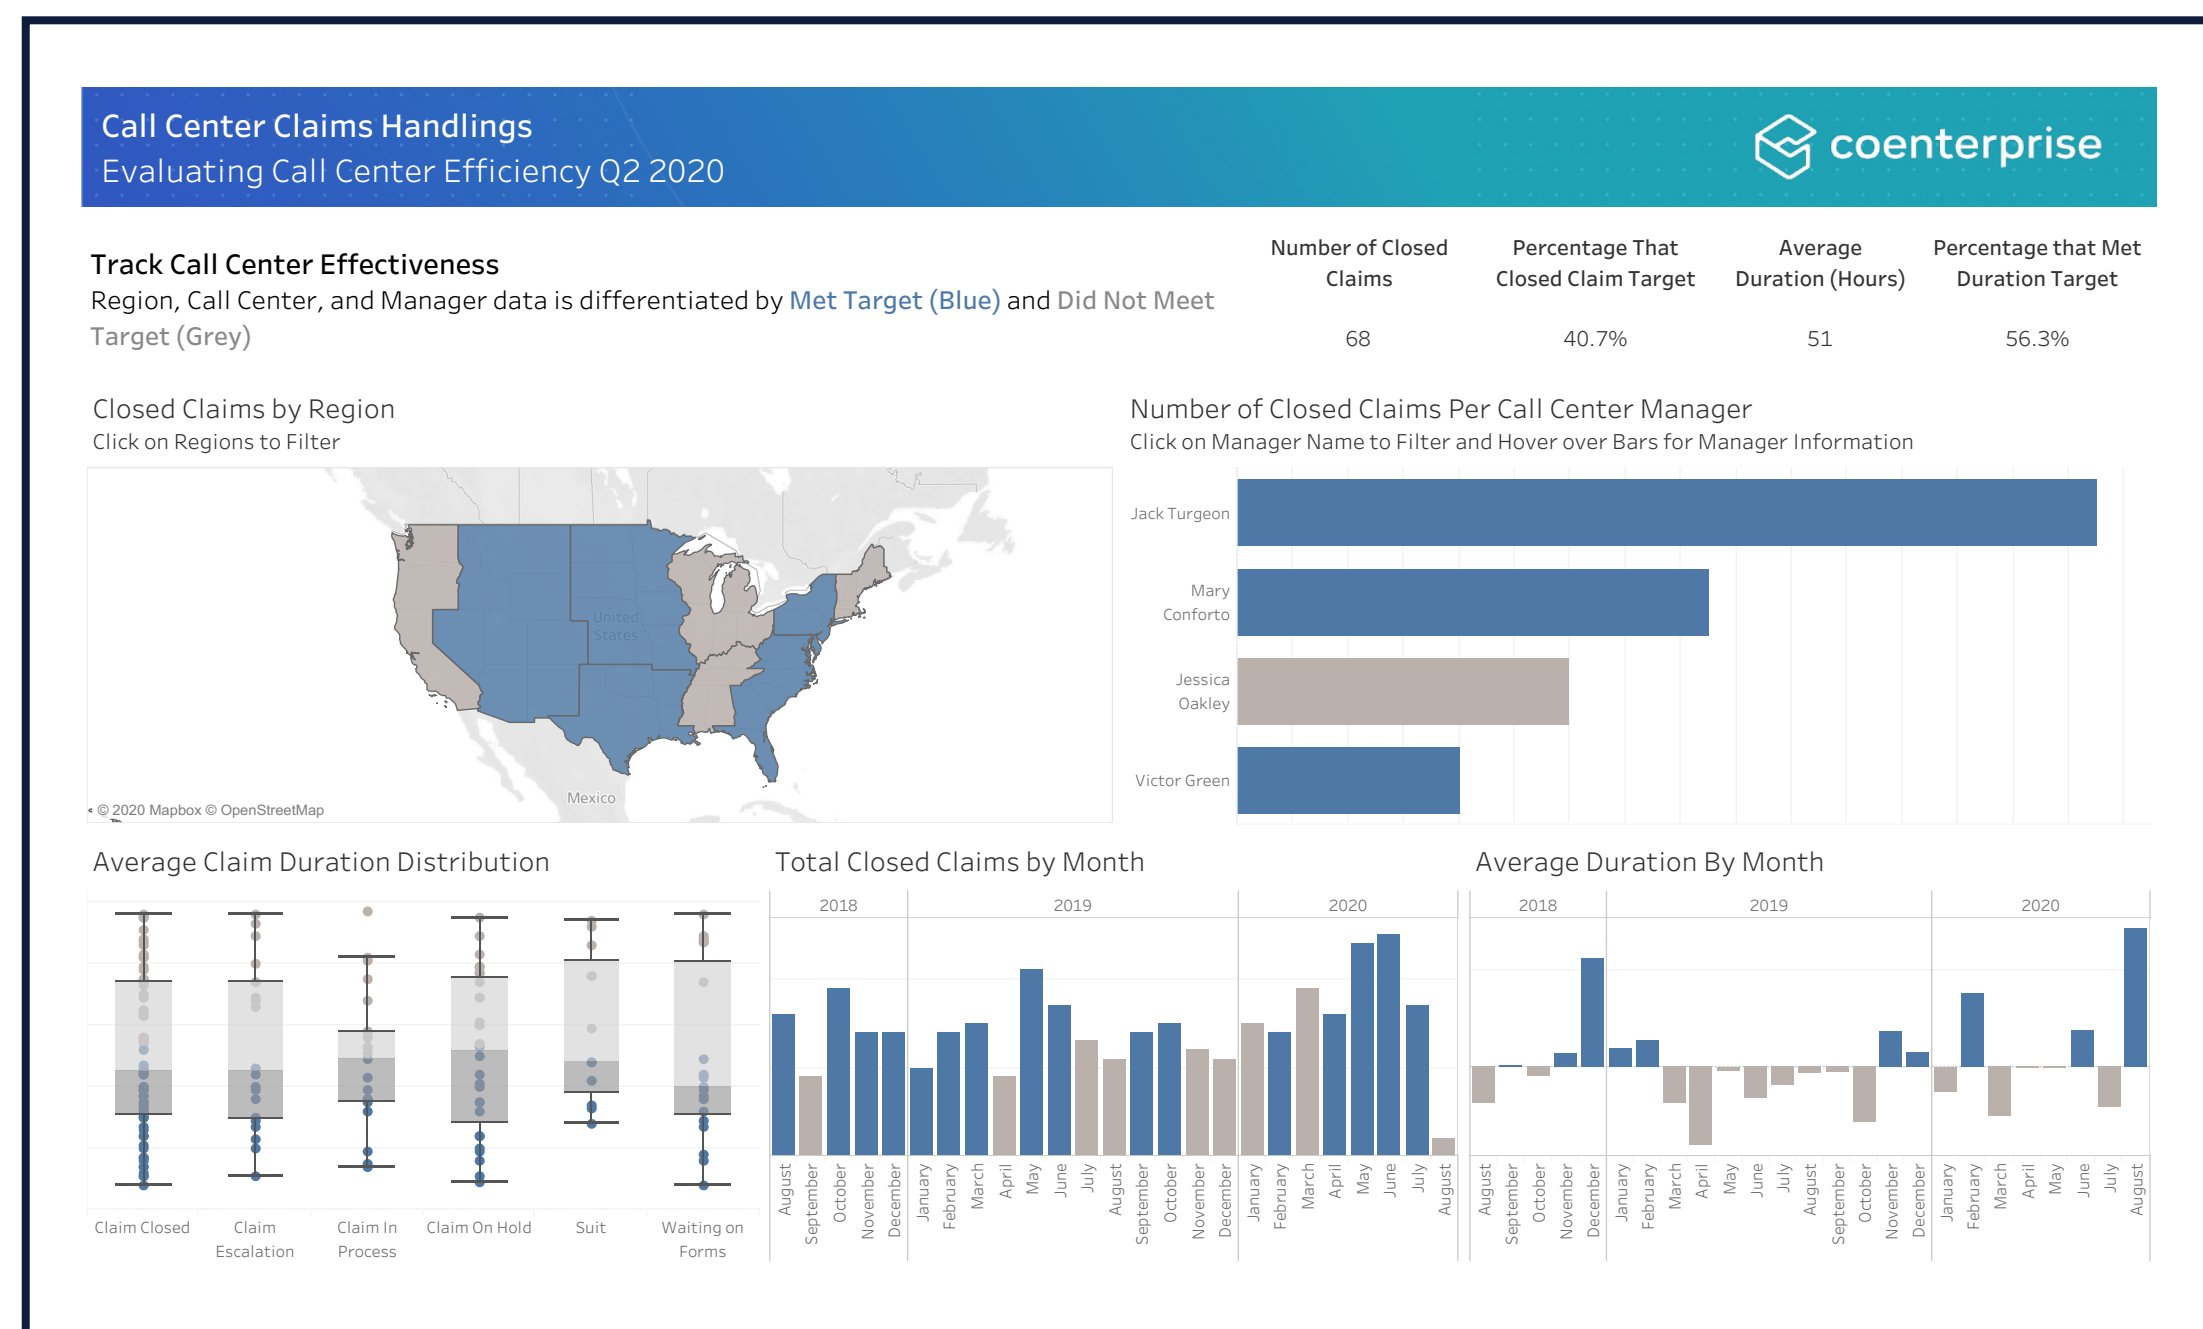 Call Center Claims Handlings
Evaluating Call Center Efficiency Q2 2020
coenterprise
Track Call Center Effectiveness
Region, Call Center, and Manager data is differentiated by Met Target (Blue) and Did Not Meet
Target (Grey)
Number of Closed
Claims
68
Percentage That
Closed Claim Target
40.7%
Average
Duration (Hours)
51
Percentage that Met
Duration Target
56.3%
Closed Claims by Region
Click on Regions to Filter
United
States
Mexico
© 2020 Mapbox © OpenStreetMap
Number of Closed Claims Per Call Center Manager
Click on Manager Name to Filter and Hover over Bars for Manager Information
Jack Turgeon
Mary
Conforto
Jessica
Oakley
Victor Green
Average Claim Duration Distribution
Claim Closed
Claim
Escalation
Claim In
Process
Claim On Hold
Suit
Waiting on
Forms
Total Closed Claims by Month
2018
2019
2020
August
September
October
November
December
January
February
March
April
May
June
July
August
September
October
November
December
January
February
March
April
May
June
July
August
Average Duration By Month
2018
2019
2020
August
September
October
November
December
January
February
March
April
May
June
July
August
September
October
November
December
January
February
March
April
May
June
July
August